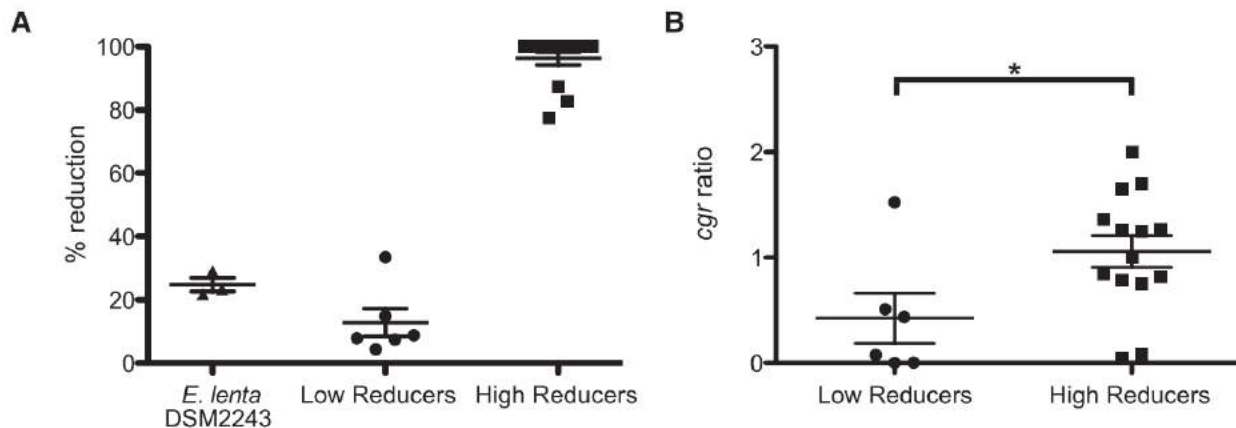 A
% reduction
100
80
60
40
20
0
E. lenta
DSM2243
Low Reducers
High Reducers
B
cgr ratio
3
2
1
0
*
Low Reducers
High Reducers